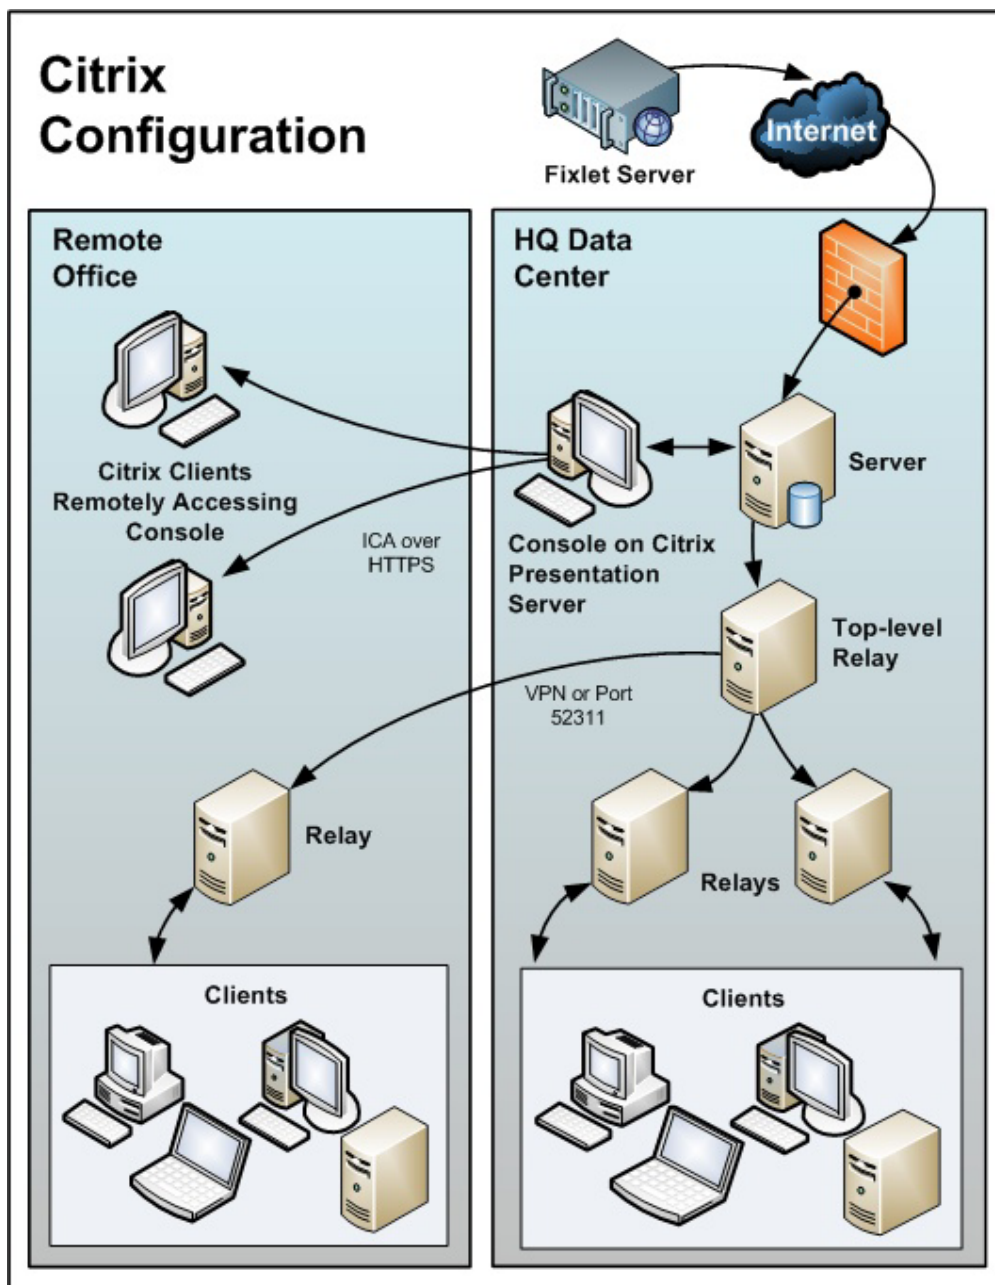 Citrix
Configuration
Internet
Fixlet Server
Remote
Office
HQ Data
Center
Citrix Clients
Remotely Accessing
Console
ICA over
HTTPS
Server
Console on Citrix
Presentation
Server
Top-level
Relay
VPN or Port
52311
Relay
Relays
Clients
Clients